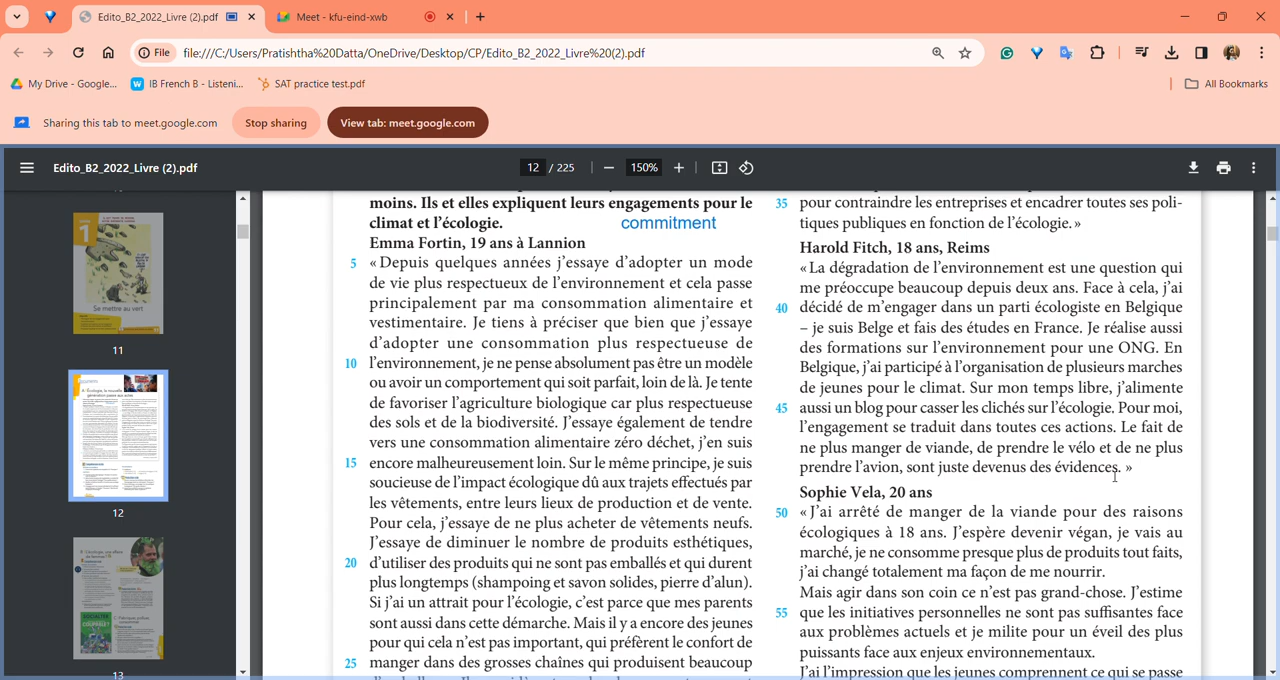 Edito_B2_2022_Livre (2).pdf
Meet - kfu-eind-xwb
File
file:///C:/Users/Pratishtha%20Datta/OneDrive/Desktop/CP/Edito_B2_2022_Livre%20(2).pdf
My Drive - Google...
IB French B - Listeni...
SAT practice test.pdf
All Bookmarks
Sharing this tab to meet.google.com
Stop sharing
View tab: meet.google.com
Edito_B2_2022_Livre (2).pdf
12 / 225
150%
1
Se mettre au vert
11
12
13
moins. Ils et elles expliquent leurs engagements pour le
climat et l'écologie.
commitment
Emma Fortin, 19 ans à Lannion
5 « Depuis quelques années j'essaye d'adopter un mode
de vie plus respectueux de l'environnement et cela passe
principalement par ma consommation alimentaire et
vestimentaire. Je tiens à préciser que bien que j'essaye
d'adopter une consommation plus respectueuse de
10 l'environnement, je ne pense absolument pas être un modèle
ou avoir un comportement qui soit parfait, loin de là. Je tente
de favoriser l'agriculture biologique car plus respectueuse
des sols et de la biodiversité. J'essaye également de tendre
vers une consommation alimentaire zéro déchet, j'en suis
15 encore malheureusement loin. Sur le même principe, je suis
soucieuse de l'impact écologique dû aux trajets effectués par
les vêtements, entre leurs lieux de production et de vente.
Pour cela, j'essaye de ne plus acheter de vêtements neufs.
J'essaye de diminuer le nombre de produits esthétiques,
20 d'utiliser des produits qui ne sont pas emballés et qui durent
plus longtemps (shampoing et savon solides, pierre d'alun).
Si j'ai un attrait pour l'écologie, c'est parce que mes parents
sont aussi dans cette démarche. Mais il y a encore des jeunes
pour qui cela n'est pas important, qui préfèrent le confort de
25 manger dans des grosses chaînes qui produisent beaucoup
35 pour contraindre les entreprises et encadrer toutes ses poli-
tiques publiques en fonction de l'écologie. »
Harold Fitch, 18 ans, Reims
« La dégradation de l'environnement est une question qui
me préoccupe beaucoup depuis deux ans. Face à cela, j'ai
40 décidé de m'engager dans un parti écologiste en Belgique
– je suis Belge et fais des études en France. Je réalise aussi
des formations sur l'environnement pour une ONG. En
Belgique, j'ai participé à l'organisation de plusieurs marches
de jeunes pour le climat. Sur mon temps libre, j'alimente
45 aussi un blog pour casser les clichés sur l'écologie. Pour moi,
l'engagement se traduit dans toutes ces actions. Le fait de
ne plus manger de viande, de prendre le vélo et de ne plus
prendre l'avion, sont juste devenus des évidences. »
Sophie Vela, 20 ans
50 « J'ai arrêté de manger de la viande pour des raisons
écologiques à 18 ans. J'espère devenir végan, je vais au
marché, je ne consomme presque plus de produits tout faits,
j'ai changé totalement ma façon de me nourrir.
Mais agir dans son coin ce n'est pas grand-chose. J'estime
55 que les initiatives personnelles ne sont pas suffisantes face
aux problèmes actuels et je milite pour un éveil des plus
puissants face aux enjeux environnementaux.
J'ai l'impression que les jeunes comprennent ce qui se passe